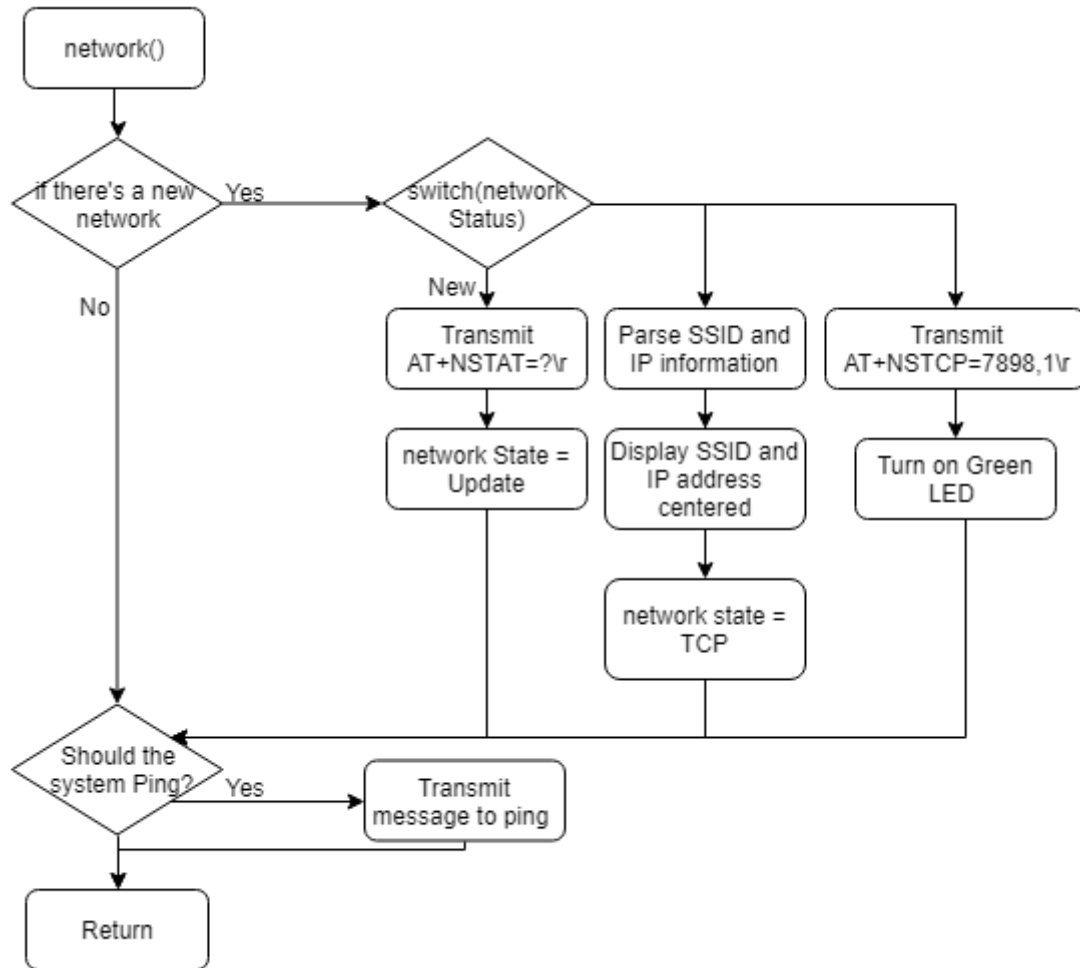 network()
if there's a new
network
Yes
switch(network
Status)
No
New
Transmit
AT+NSTAT=?\r
Parse SSID and
IP information
Transmit
AT+NSTCP=7898,1\r
network State =
Update
Display SSID and
IP address
centered
Turn on Green
LED
network state =
TCP
Should the
system Ping?
Yes
Transmit
message to ping
Return